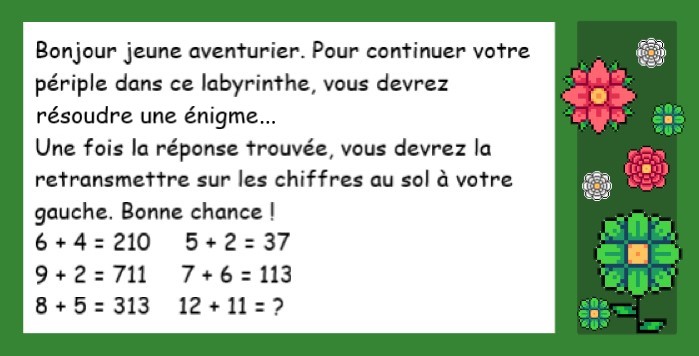 Bonjour jeune aventurier. Pour continuer votre
périple dans ce labyrinthe, vous devrez
résoudre une énigme...
Une fois la réponse trouvée, vous devrez la
retransmettre sur les chiffres au sol à votre
gauche. Bonne chance !
6 + 4 = 210 5 + 2 = 37
9 + 2 = 711 7 + 6 = 113
8 + 5 = 313 12 + 11 = ?